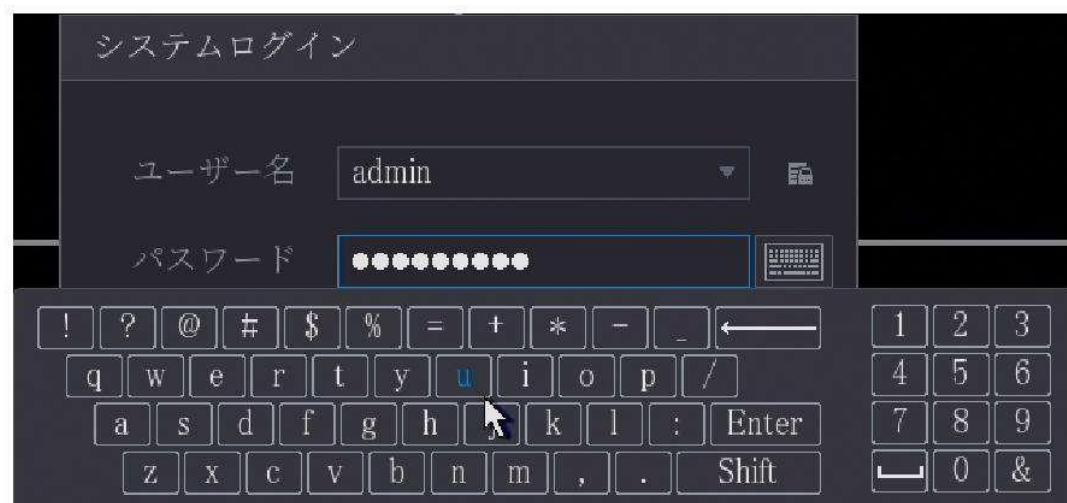 システムログイン
ユーザー名 admin
パスワード ●●●●●●●●●
! ? @ # $ % = + * - _ ←
q w e r t y u i o p /
a s d f g h j k l : Enter
z x c v b n m , . Shift
1 2 3
4 5 6
7 8 9
0 &